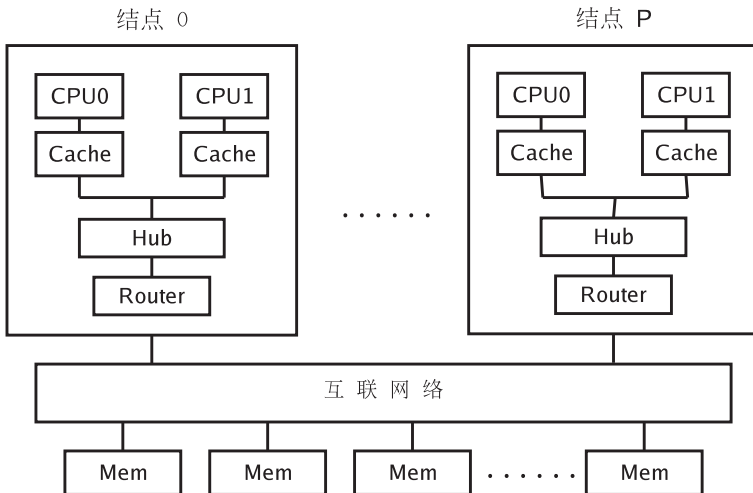 结点 0
结点 P
CPU0
CPU1
CPU0
CPU1
Cache
Cache
Cache
Cache
......
Hub
Hub
Router
Router
互 联 网 络
Mem
Mem
Mem
......
Mem